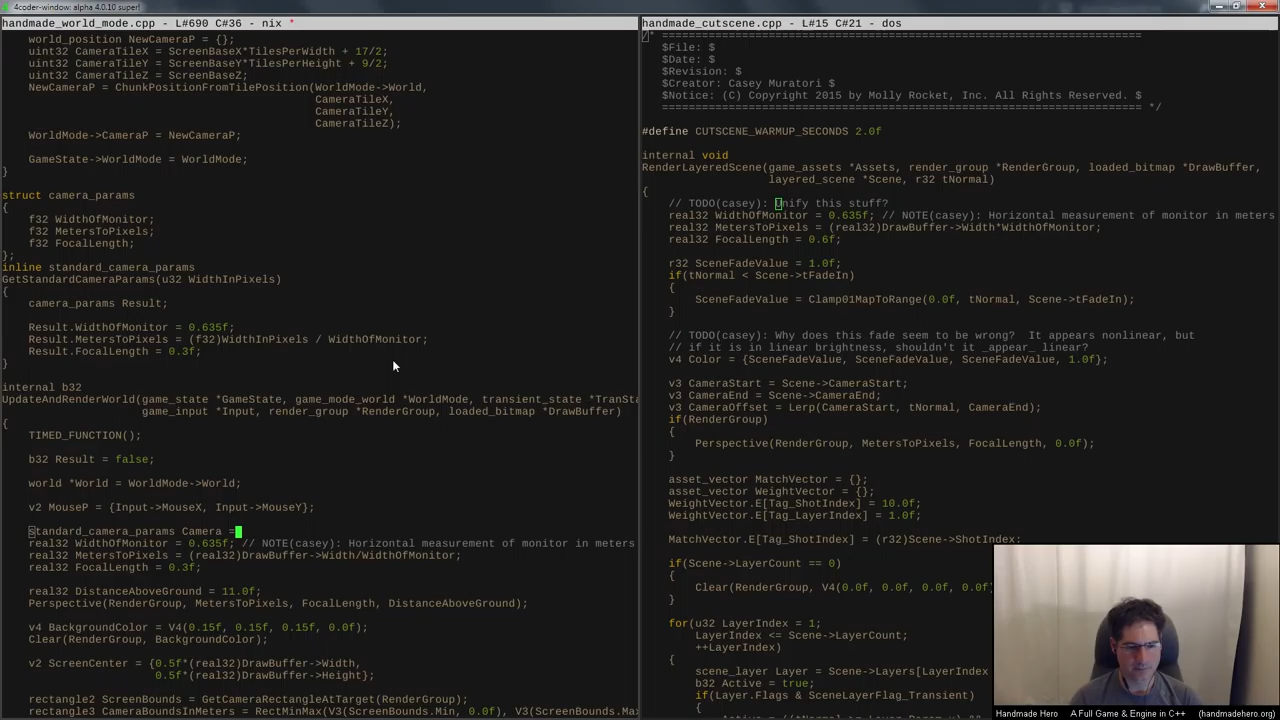 4coder-window: alpha 4.0.10 super!
handmade_world_mode.cpp - L#690 C#36 - nix *
world_position NewCameraP = {};
uint32 CameraTileX = ScreenBaseX*TilesPerWidth + 17/2;
uint32 CameraTileY = ScreenBaseY*TilesPerHeight + 9/2;
uint32 CameraTileZ = ScreenBaseZ;
NewCameraP = ChunkPositionFromTilePosition(WorldMode->World,
CameraTileX,
CameraTileY,
CameraTileZ);
WorldMode->CameraP = NewCameraP;
GameState->WorldMode = WorldMode;
}
struct camera_params
{
f32 WidthOfMonitor;
f32 MetersToPixels;
f32 FocalLength;
};
inline standard_camera_params
GetStandardCameraParams(u32 WidthInPixels)
{
camera_params Result;
Result.WidthOfMonitor = 0.635f;
Result.MetersToPixels = (f32)WidthInPixels / WidthOfMonitor;
Result.FocalLength = 0.3f;
}
internal b32
UpdateAndRenderWorld(game_state *GameState, game_mode_world *WorldMode, transient_state *TranSta
game_input *Input, render_group *RenderGroup, loaded_bitmap *DrawBuffer)
{
TIMED_FUNCTION();
b32 Result = false;
world *World = WorldMode->World;
v2 MouseP = {Input->MouseX, Input->MouseY};
standard_camera_params Camera =
real32 WidthOfMonitor = 0.635f; // NOTE(casey): Horizontal measurement of monitor in meters
real32 MetersToPixels = (real32)DrawBuffer->Width/WidthOfMonitor;
real32 FocalLength = 0.3f;
real32 DistanceAboveGround = 11.0f;
Perspective(RenderGroup, MetersToPixels, FocalLength, DistanceAboveGround);
v4 BackgroundColor = V4(0.15f, 0.15f, 0.15f, 0.0f);
Clear(RenderGroup, BackgroundColor);
v2 ScreenCenter = {0.5f*(real32)DrawBuffer->Width,
0.5f*(real32)DrawBuffer->Height};
rectangle2 ScreenBounds = GetCameraRectangleAtTarget(RenderGroup);
rectangle3 CameraBoundsInMeters = RectMinMax(V3(ScreenBounds.Min, 0.0f), V3(ScreenBounds.Ma
handmade_cutscene.cpp - L#15 C#21 - dos
/* ========================================================================
$File: $
$Date: $
$Revision: $
$Creator: Casey Muratori $
$Notice: (C) Copyright 2015 by Molly Rocket, Inc. All Rights Reserved. $
======================================================================== */
#define CUTSCENE_WARMUP_SECONDS 2.0f
internal void
RenderLayeredScene(game_assets *Assets, render_group *RenderGroup, loaded_bitmap *DrawBuffer,
layered_scene *Scene, r32 tNormal)
{
// TODO(casey): Unify this stuff?
real32 WidthOfMonitor = 0.635f; // NOTE(casey): Horizontal measurement of monitor in meters
real32 MetersToPixels = (real32)DrawBuffer->Width*WidthOfMonitor;
real32 FocalLength = 0.6f;
r32 SceneFadeValue = 1.0f;
if(tNormal < Scene->tFadeIn)
{
SceneFadeValue = Clamp01MapToRange(0.0f, tNormal, Scene->tFadeIn);
}
// TODO(casey): Why does this fade seem to be wrong?  It appears nonlinear, but
// if it is in linear brightness, shouldn't it _appear_ linear?
v4 Color = {SceneFadeValue, SceneFadeValue, SceneFadeValue, 1.0f};
v3 CameraStart = Scene->CameraStart;
v3 CameraEnd = Scene->CameraEnd;
v3 CameraOffset = Lerp(CameraStart, tNormal, CameraEnd);
if(RenderGroup)
{
Perspective(RenderGroup, MetersToPixels, FocalLength, 0.0f);
}
asset_vector MatchVector = {};
asset_vector WeightVector = {};
WeightVector.E[Tag_ShotIndex] = 10.0f;
WeightVector.E[Tag_LayerIndex] = 1.0f;
MatchVector.E[Tag_ShotIndex] = (r32)Scene->ShotIndex;
if(Scene->LayerCount == 0)
{
Clear(RenderGroup, V4(0.0f, 0.0f, 0.0f, 0.0f)
}
for(u32 LayerIndex = 1;
LayerIndex <= Scene->LayerCount;
++LayerIndex)
{
scene_layer Layer = Scene->Layers[LayerIndex
b32 Active = true;
if(Layer.Flags & SceneLayerFlag_Transient)
{
Handmade Hero A Full Game & Engine in C++ (handmadehero.org)